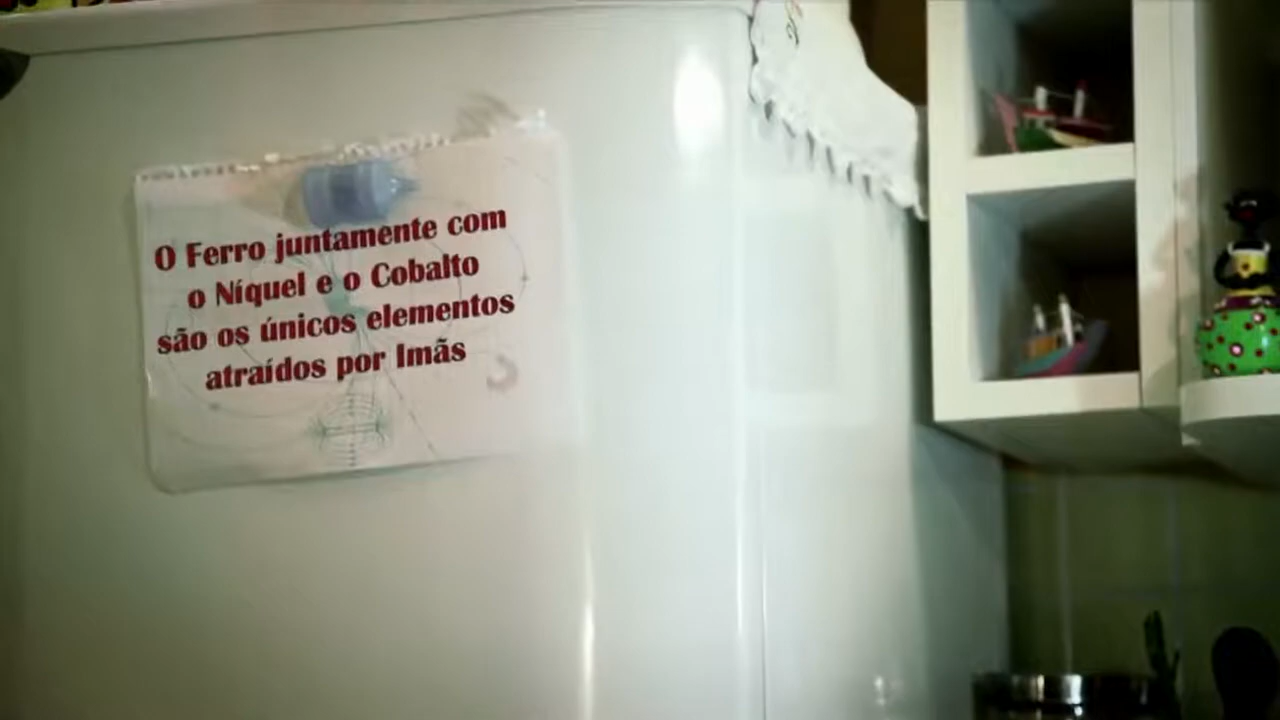 O Ferro juntamente com
o Níquel e o Cobalto
são os únicos elementos
atraídos por Imãs